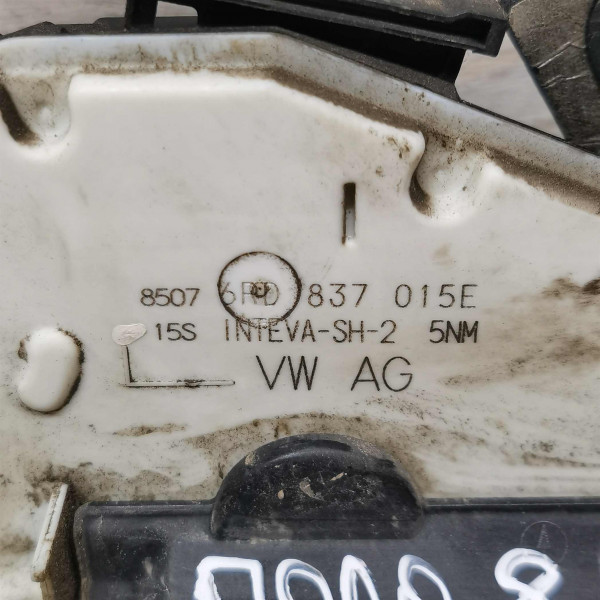 8507 6RD 837 015E
15S INTEVA-SH-2 5NM
VW AG